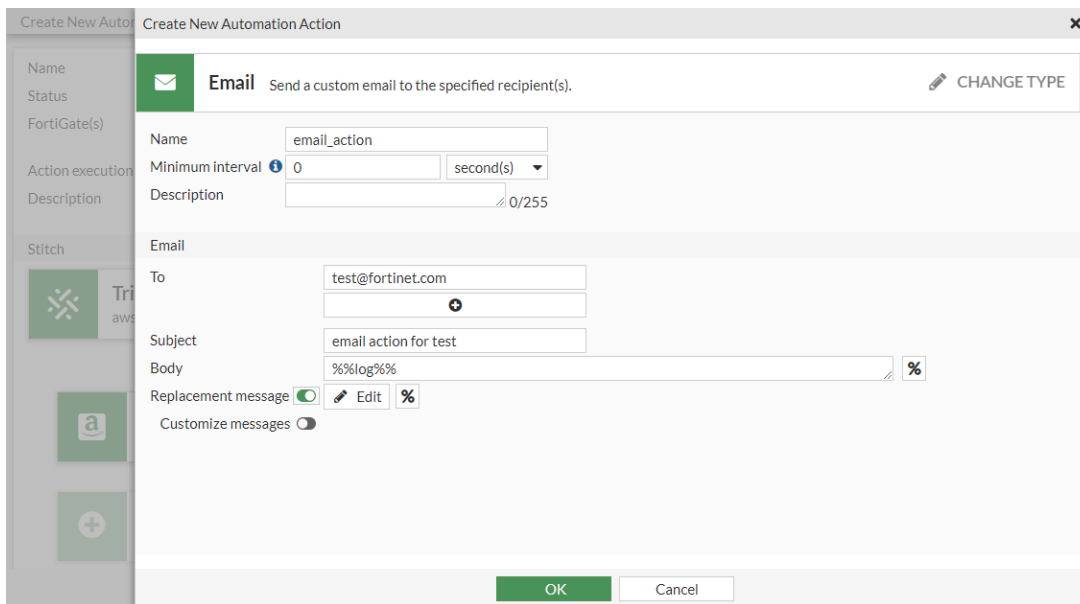 Create New Autor
Create New Automation Action
Name
Status
FortiGate(s)
Action execution
Description
Stitch
Tri
aws
Email Send a custom email to the specified recipient(s).
CHANGE TYPE
Name email_action
Minimum interval 0 second(s)
Description 0/255
Email
To test@fortinet.com
Subject email action for test
Body %%log%% %
Replacement message Edit %
Customize messages
OK Cancel